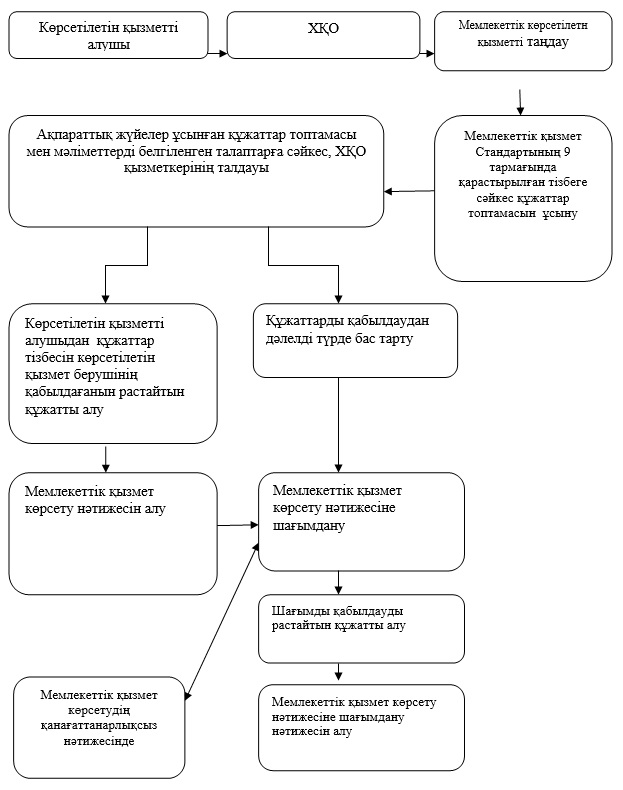 Көрсетілетін қызметті
алушы
ХҚО
Мемлекеттік көрсетілетн
қызметті таңдау
Ақпараттық жүйелер ұсынған құжаттар топтамасы
мен мәліметтерді белгіленген талаптарға сәйкес, ХҚО
қызметкерінің талдауы
Мемлекеттік қызмет
Стандартының 9
тармағында
қарастырылған тізбеге
сәйкес құжаттар
топтамасын ұсыну
Көрсетілетін қызметті
алушыдан құжаттар
тізбесін көрсетілетін
қызмет берушінің
қабылдағанын растайтын
құжатты алу
Құжаттарды қабылдаудан
дәлелді түрде бас тарту
Мемлекеттік қызмет
көрсету нәтижесін алу
Мемлекеттік қызмет
көрсету нәтижесіне
шағымдану
Шағымды қабылдауды
растайтын құжатты алу
Мемлекеттік қызмет
көрсетудің
қанағаттанарлықсыз
нәтижесінде
Мемлекеттік қызмет көрсету
нәтижесіне шағымдану
нәтижесін алу